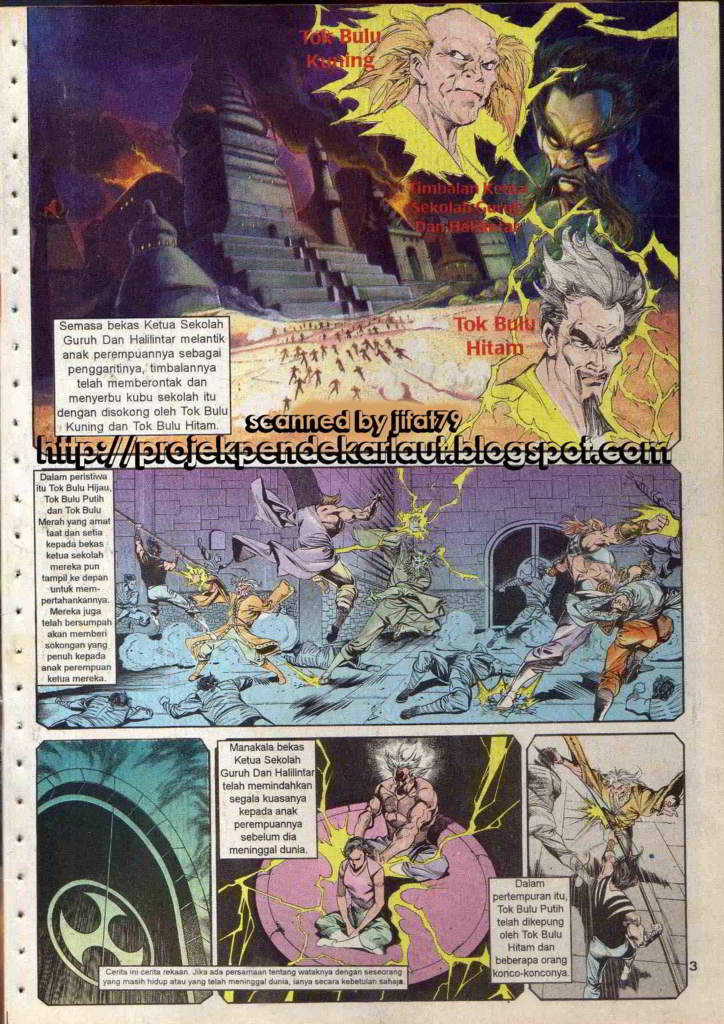 Tok Bulu
Kuning
Timbalan Ketua
Sekolah Guruh
Dan Halilintar
Tok Bulu
Hitam
Semasa bekas Ketua Sekolah
Guruh Dan Halilintar melantik
anak perempuannya sebagai
penggantinya, timbalannya
telah memberontak dan
menyerbu kubu sekolah itu
dengan disokong oleh Tok Bulu
Kuning dan Tok Bulu Hitam.
scanned by jifai79
http://projekpendekarlaut.blogspot.com
Dalam peristiwa
itu Tok Bulu Hijau,
Tok Bulu Putih
dan Tok Bulu
Merah yang amat
taat dan setia
kepada bekas
ketua sekolah
mereka pun
tampil ke depan
untuk mem-
pertahankannya.
Mereka juga
telah bersumpah
akan memberi
sokongan yang
penuh kepada
anak perempuan
ketua mereka.
Manakala bekas
Ketua Sekolah
Guruh Dan Halilintar
telah memindahkan
segala kuasanya
kepada anak
perempuannya
sebelum dia
meninggal dunia.
Dalam
pertempuran itu,
Tok Bulu Putih
telah dikepung
oleh Tok Bulu
Hitam dan
beberapa orang
konco-konconya.
Cerita ini cerita rekaan. Jika ada persamaan tentang wataknya dengan seseorang
yang masih hidup atau yang telah meninggal dunia, ianya secara kebetulan sahaja.
3